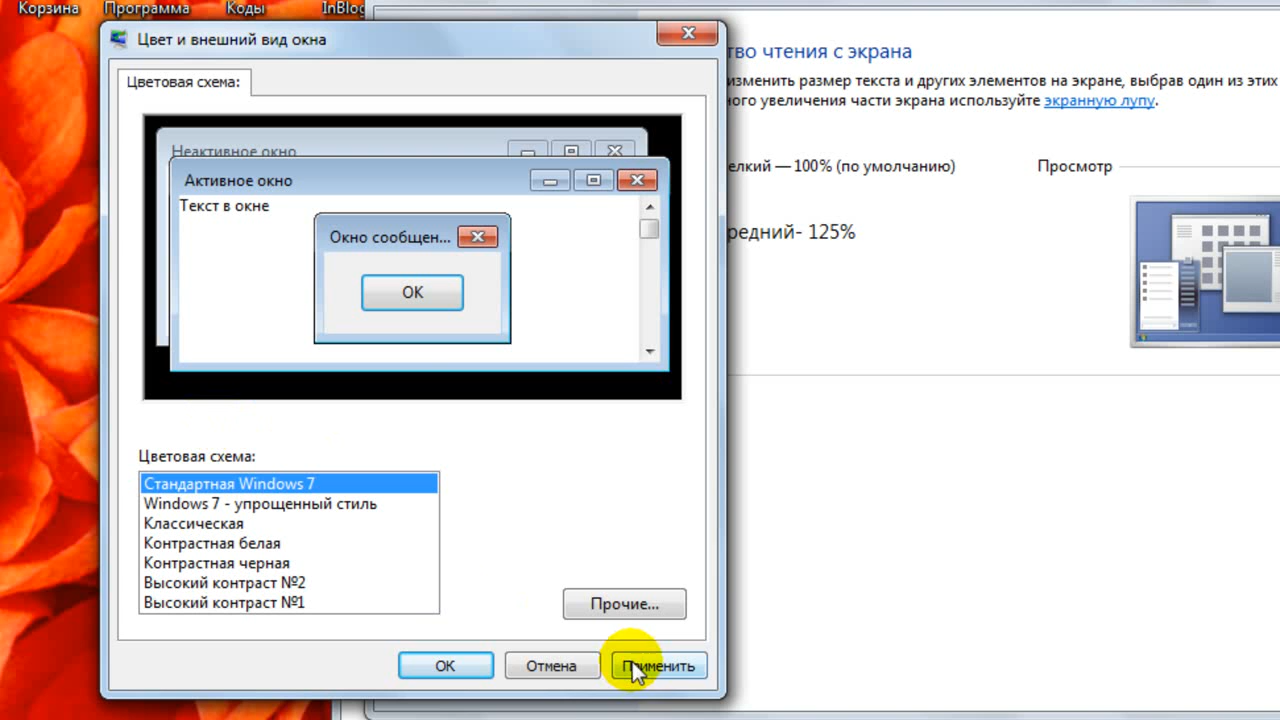 Корзина Программа Коды InBlog
Цвет и внешний вид окна
Цветовая схема:
Неактивное окно
Активное окно
Текст в окне
Окно сообщен...
OK
Цветовая схема:
Стандартная Windows 7
Windows 7 - упрощенный стиль
Классическая
Контрастная белая
Контрастная черная
Высокий контраст №2
Высокий контраст №1
Прочие...
OK Отмена Применить
тво чтения с экрана
изменить размер текста и других элементов на экране, выбрав один из этих
ного увеличения части экрана используйте экранную лупу.
елкий — 100% (по умолчанию)
Просмотр
редний- 125%